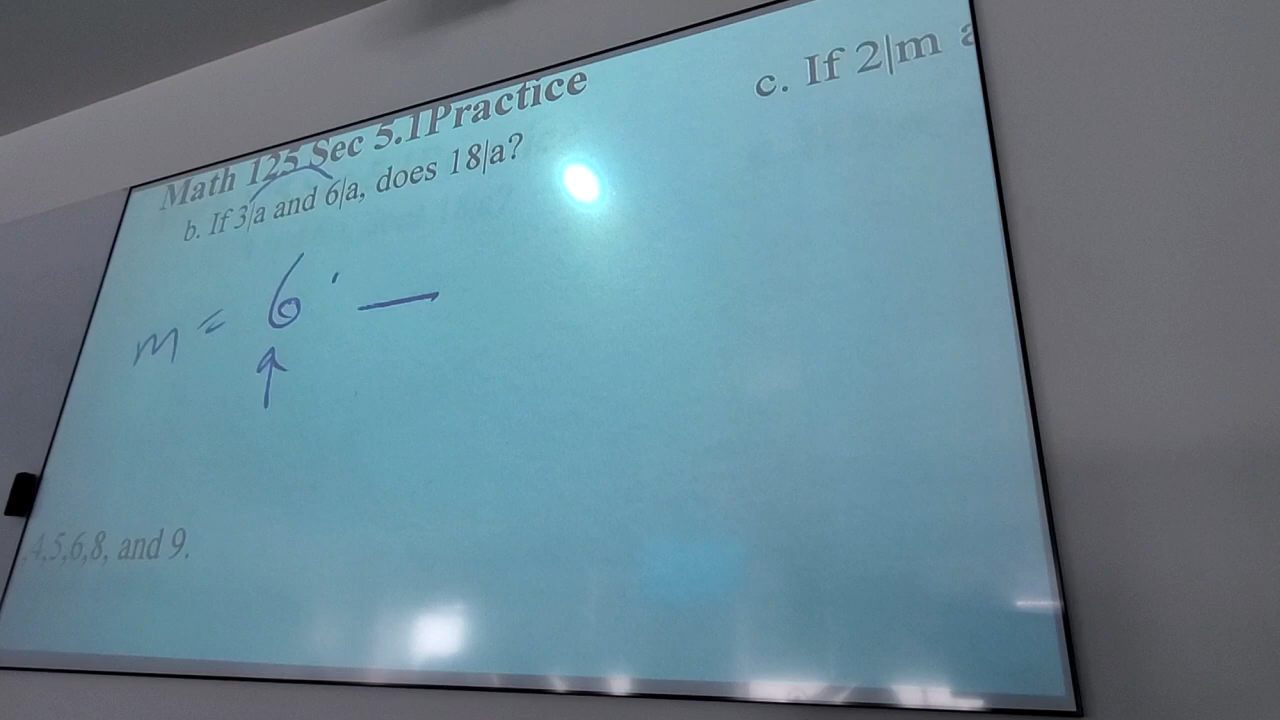 Math 125 Sec 5.1Practice
b. If 3|a and 6|a, does 18|a?
m = 6 · __
4,5,6,8, and 9.
c. If 2|m